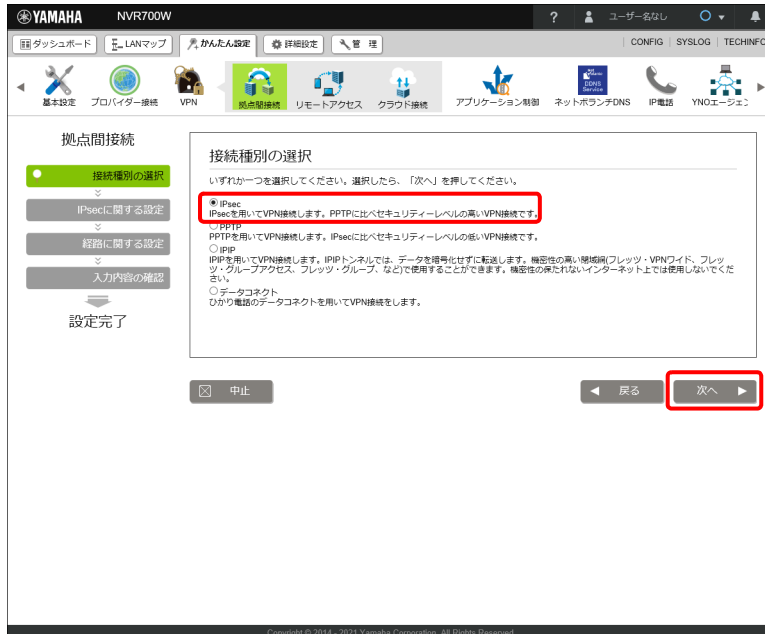 YAMAHA NVR700W ? ユーザー名なし
ダッシュボード LANマップ かんたん設定 詳細設定 管 理 | CONFIG | SYSLOG | TECHINFO
基本設定 プロバイダー接続 VPN 拠点間接続 リモートアクセス クラウド接続 アプリケーション制御 ネットボランチDNS IP電話 YNOエージェン
DDNS
Service
拠点間接続
接続種別の選択
IPsecに関する設定
経路に関する設定
入力内容の確認
設定完了
接続種別の選択
いずれか一つを選択してください。選択したら、「次へ」を押してください。
IPsec
IPsecを用いてVPN接続します。PPTPに比べセキュリティーレベルの高いVPN接続です。
PPTP
PPTPを用いてVPN接続します。IPsecに比べセキュリティーレベルの低いVPN接続です。
IPIP
IPIPを用いてVPN接続します。IPIPトンネルでは、データを暗号化せずに転送します。機密性の高い閉域網(フレッツ・VPNワイド、フレッ
ツ・グループアクセス、フレッツ・グループ、など)で使用することができます。機密性の保たれないインターネット上では使用しないでくだ
さい。
データコネクト
ひかり電話のデータコネクトを用いてVPN接続をします。
中止 戻る 次へ
Copyright © 2014 - 2021 Yamaha Corporation. All Rights Reserved.